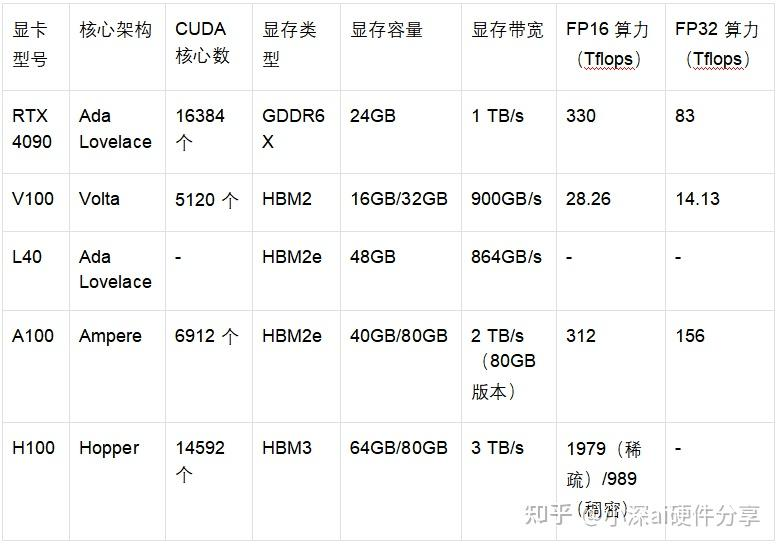 显卡 核心架构 CUDA 显存类 显存容量 显存带宽 FP16 算力 FP32 算力
型号 核心数 型 （Tflops） （Tflops）
RTX Ada 16384 GDDR6 24GB 1 TB/s 330 83
4090 Lovelace 个 X
V100 Volta 5120 个 HBM2 16GB/32GB 900GB/s 28.26 14.13
L40 Ada - HBM2e 48GB 864GB/s - -
Lovelace
A100 Ampere 6912 个 HBM2e 40GB/80GB 2 TB/s 312 156
（80GB
版本）
H100 Hopper 14592 HBM3 64GB/80GB 3 TB/s 1979（稀 -
个 疏）/989
（稠密）
知乎 @小深ai硬件分享